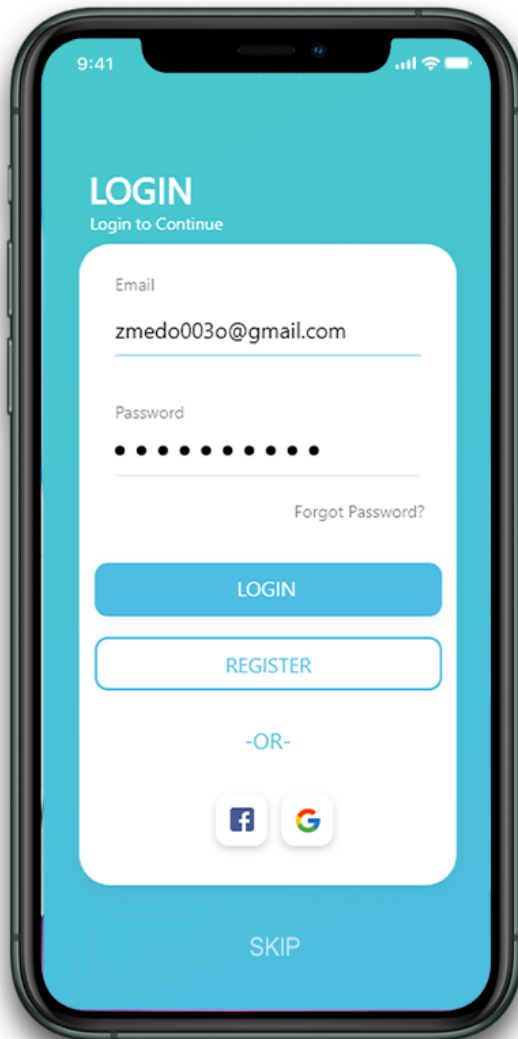 9:41
LOGIN
Login to Continue
Email
zmedo003o@gmail.com
Password
Forgot Password?
LOGIN
REGISTER
-OR-
SKIP